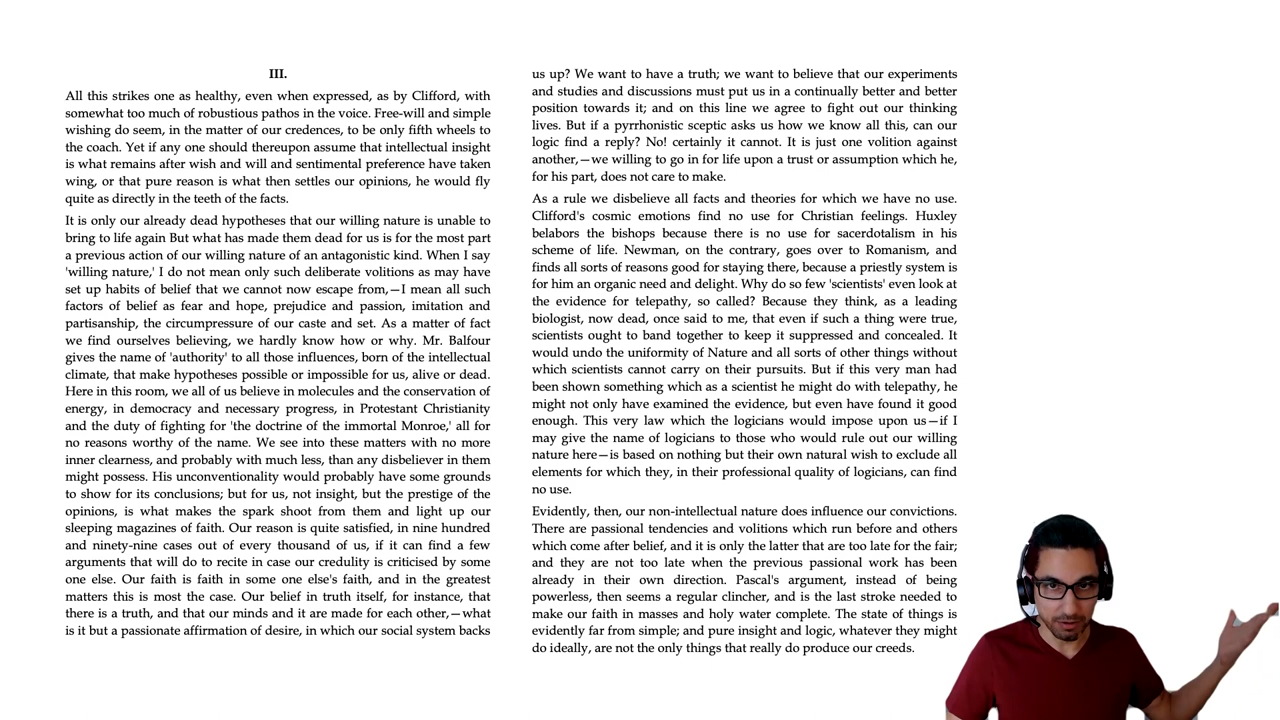 III.
All this strikes one as healthy, even when expressed, as by Clifford, with
somewhat too much of robustious pathos in the voice. Free-will and simple
wishing do seem, in the matter of our credences, to be only fifth wheels to
the coach. Yet if any one should thereupon assume that intellectual insight
is what remains after wish and will and sentimental preference have taken
wing, or that pure reason is what then settles our opinions, he would fly
quite as directly in the teeth of the facts.
It is only our already dead hypotheses that our willing nature is unable to
bring to life again But what has made them dead for us is for the most part
a previous action of our willing nature of an antagonistic kind. When I say
'willing nature,' I do not mean only such deliberate volitions as may have
set up habits of belief that we cannot now escape from,—I mean all such
factors of belief as fear and hope, prejudice and passion, imitation and
partisanship, the circumpressure of our caste and set. As a matter of fact
we find ourselves believing, we hardly know how or why. Mr. Balfour
gives the name of 'authority' to all those influences, born of the intellectual
climate, that make hypotheses possible or impossible for us, alive or dead.
Here in this room, we all of us believe in molecules and the conservation of
energy, in democracy and necessary progress, in Protestant Christianity
and the duty of fighting for 'the doctrine of the immortal Monroe,' all for
no reasons worthy of the name. We see into these matters with no more
inner clearness, and probably with much less, than any disbeliever in them
might possess. His unconventionality would probably have some grounds
to show for its conclusions; but for us, not insight, but the prestige of the
opinions, is what makes the spark shoot from them and light up our
sleeping magazines of faith. Our reason is quite satisfied, in nine hundred
and ninety-nine cases out of every thousand of us, if it can find a few
arguments that will do to recite in case our credulity is criticised by some
one else. Our faith is faith in some one else's faith, and in the greatest
matters this is most the case. Our belief in truth itself, for instance, that
there is a truth, and that our minds and it are made for each other,—what
is it but a passionate affirmation of desire, in which our social system backs
us up? We want to have a truth; we want to believe that our experiments
and studies and discussions must put us in a continually better and better
position towards it; and on this line we agree to fight out our thinking
lives. But if a pyrrhonistic sceptic asks us how we know all this, can our
logic find a reply? No! certainly it cannot. It is just one volition against
another,—we willing to go in for life upon a trust or assumption which he,
for his part, does not care to make.
As a rule we disbelieve all facts and theories for which we have no use.
Clifford's cosmic emotions find no use for Christian feelings. Huxley
belabors the bishops because there is no use for sacerdotalism in his
scheme of life. Newman, on the contrary, goes over to Romanism, and
finds all sorts of reasons good for staying there, because a priestly system is
for him an organic need and delight. Why do so few 'scientists' even look at
the evidence for telepathy, so called? Because they think, as a leading
biologist, now dead, once said to me, that even if such a thing were true,
scientists ought to band together to keep it suppressed and concealed. It
would undo the uniformity of Nature and all sorts of other things without
which scientists cannot carry on their pursuits. But if this very man had
been shown something which as a scientist he might do with telepathy, he
might not only have examined the evidence, but even have found it good
enough. This very law which the logicians would impose upon us—if I
may give the name of logicians to those who would rule out our willing
nature here—is based on nothing but their own natural wish to exclude all
elements for which they, in their professional quality of logicians, can find
no use.
Evidently, then, our non-intellectual nature does influence our convictions.
There are passional tendencies and volitions which run before and others
which come after belief, and it is only the latter that are too late for the fair;
and they are not too late when the previous passional work has been
already in their own direction. Pascal's argument, instead of being
powerless, then seems a regular clincher, and is the last stroke needed to
make our faith in masses and holy water complete. The state of things is
evidently far from simple; and pure insight and logic, whatever they might
do ideally, are not the only things that really do produce our creeds.